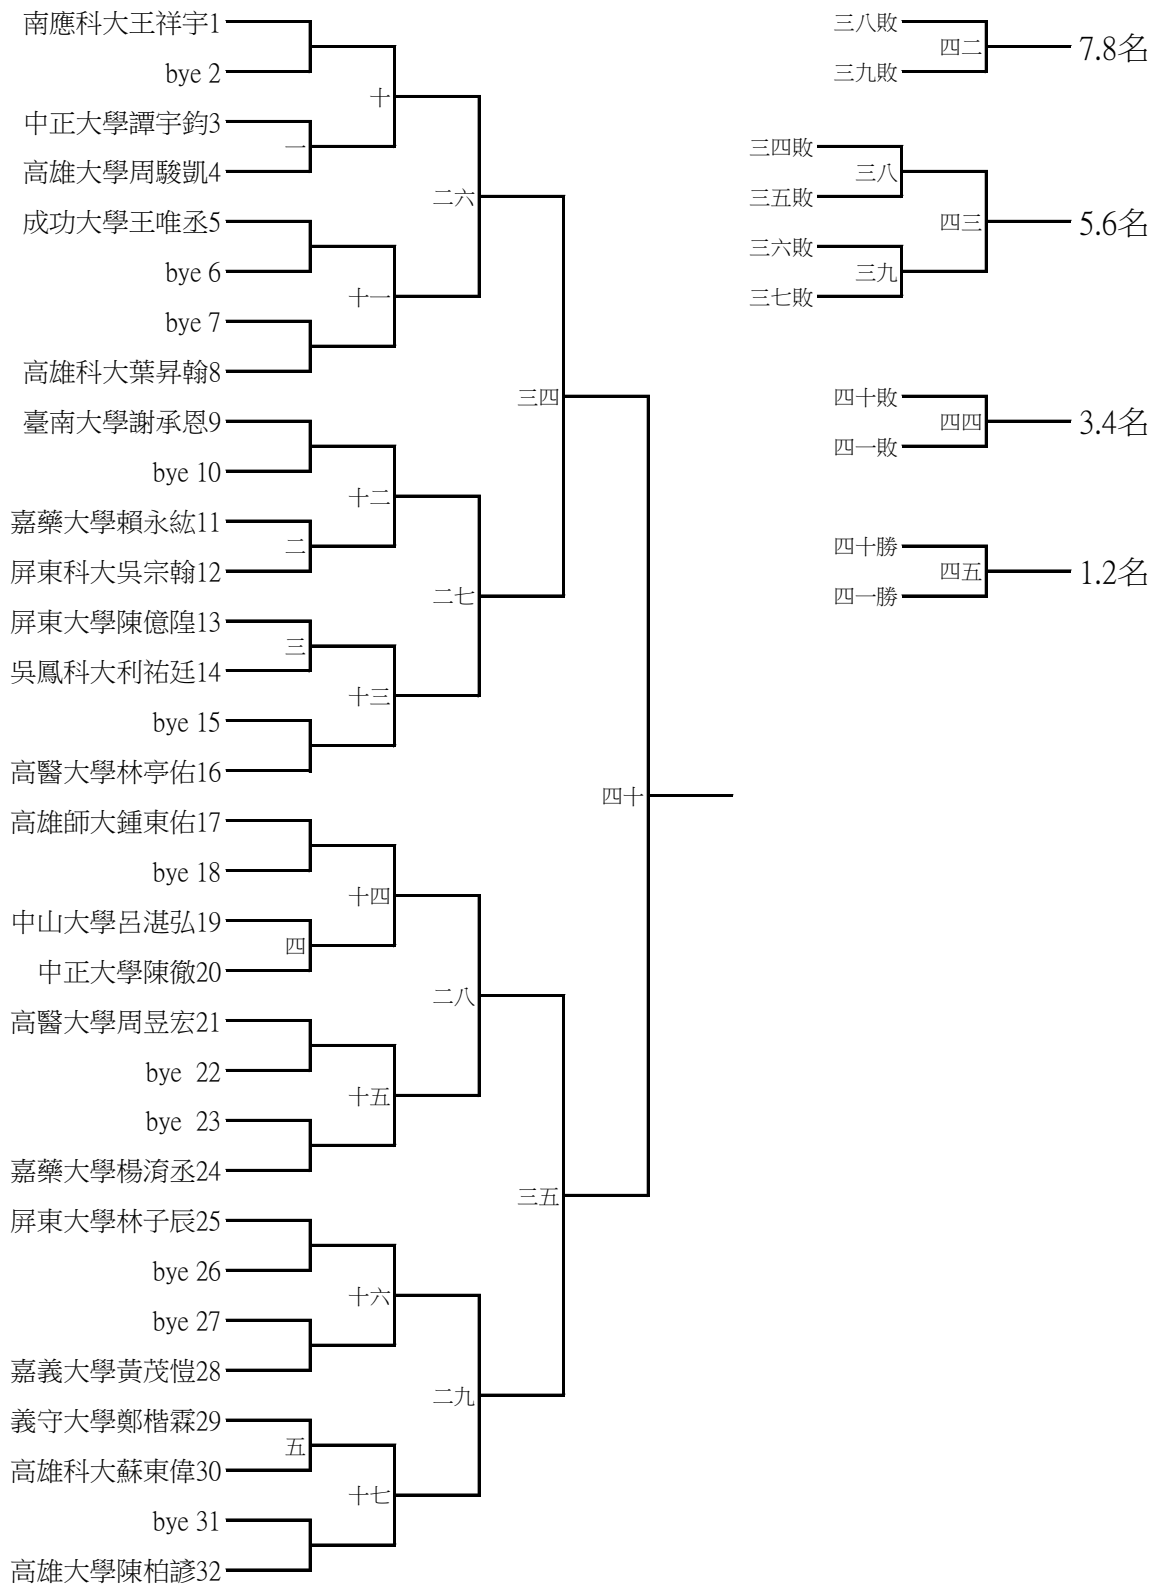 南應科大王祥宇1
bye 2
十
中正大學譚宇鈞3
一
高雄大學周駿凱4
二六
成功大學王唯丞5
bye 6
十一
bye 7
高雄科大葉昇翰8
三四
臺南大學謝承恩9
bye 10
十二
嘉藥大學賴永紘11
二
屏東科大吳宗翰12
二七
屏東大學陳億隍13
三
吳鳳科大利祐廷14
十三
bye 15
高醫大學林亭佑16
四十
高雄師大鍾東佑17
bye 18
十四
中山大學呂湛弘19
四
中正大學陳徹20
二八
高醫大學周昱宏21
bye 22
十五
bye 23
嘉藥大學楊淯丞24
三五
屏東大學林子辰25
bye 26
十六
bye 27
嘉義大學黃茂愷28
二九
義守大學鄭楷霖29
五
高雄科大蘇東偉30
十七
bye 31
高雄大學陳柏諺32
三八敗
四二
7.8名
三九敗
三四敗
三八
三五敗
四三
5.6名
三六敗
三九
三七敗
四十敗
四四
3.4名
四一敗
四十勝
四五
1.2名
四一勝